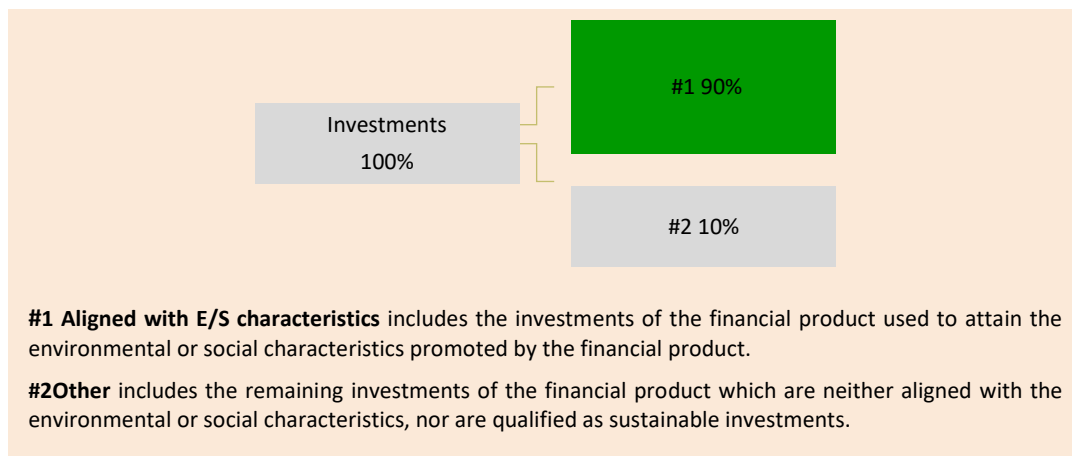 #1 90%
Investments
100%
#2 10%
#1 Aligned with E/S characteristics includes the investments of the financial product used to attain the
environmental or social characteristics promoted by the financial product.
#2Other includes the remaining investments of the financial product which are neither aligned with the
environmental or social characteristics, nor are qualified as sustainable investments.